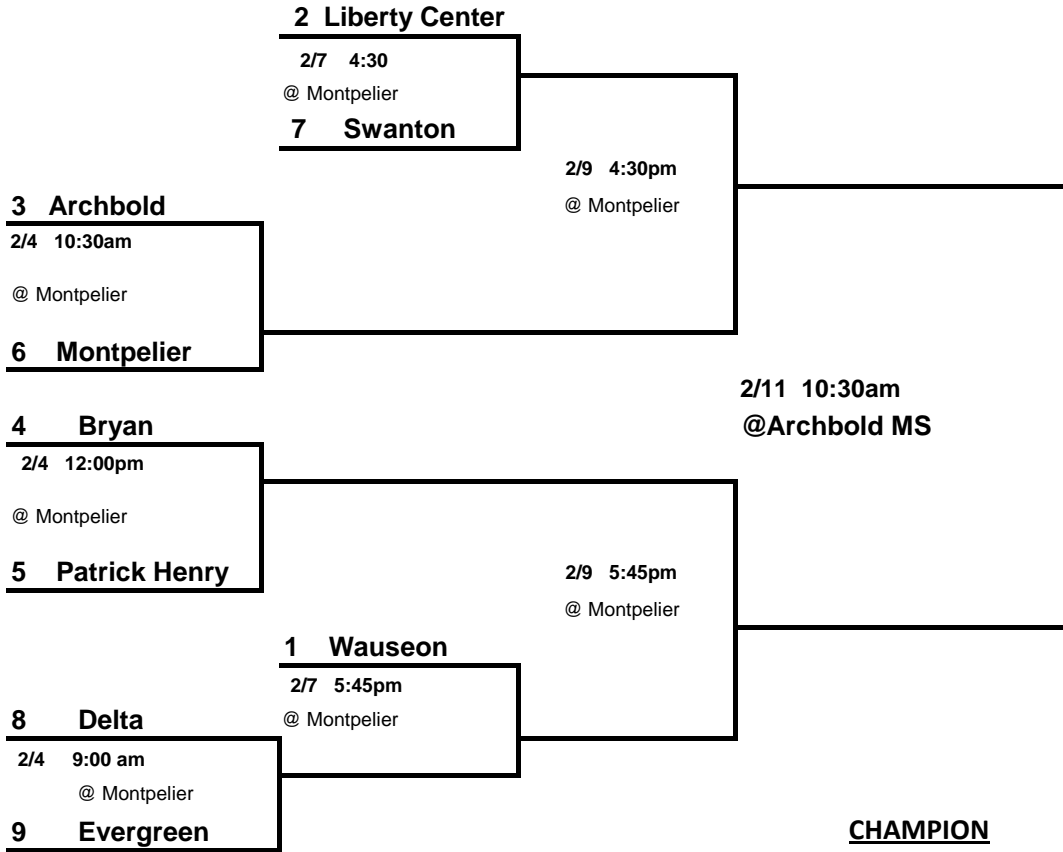 2 Liberty Center
2/7 4:30
@ Montpelier
7 Swanton
2/9 4:30pm
@ Montpelier
3 Archbold
2/4 10:30am
@ Montpelier
6 Montpelier
2/11 10:30am
@Archbold MS
4 Bryan
2/4 12:00pm
@ Montpelier
5 Patrick Henry
2/9 5:45pm
@ Montpelier
1 Wauseon
2/7 5:45pm
@ Montpelier
8 Delta
2/4 9:00 am
@ Montpelier
9 Evergreen
CHAMPION